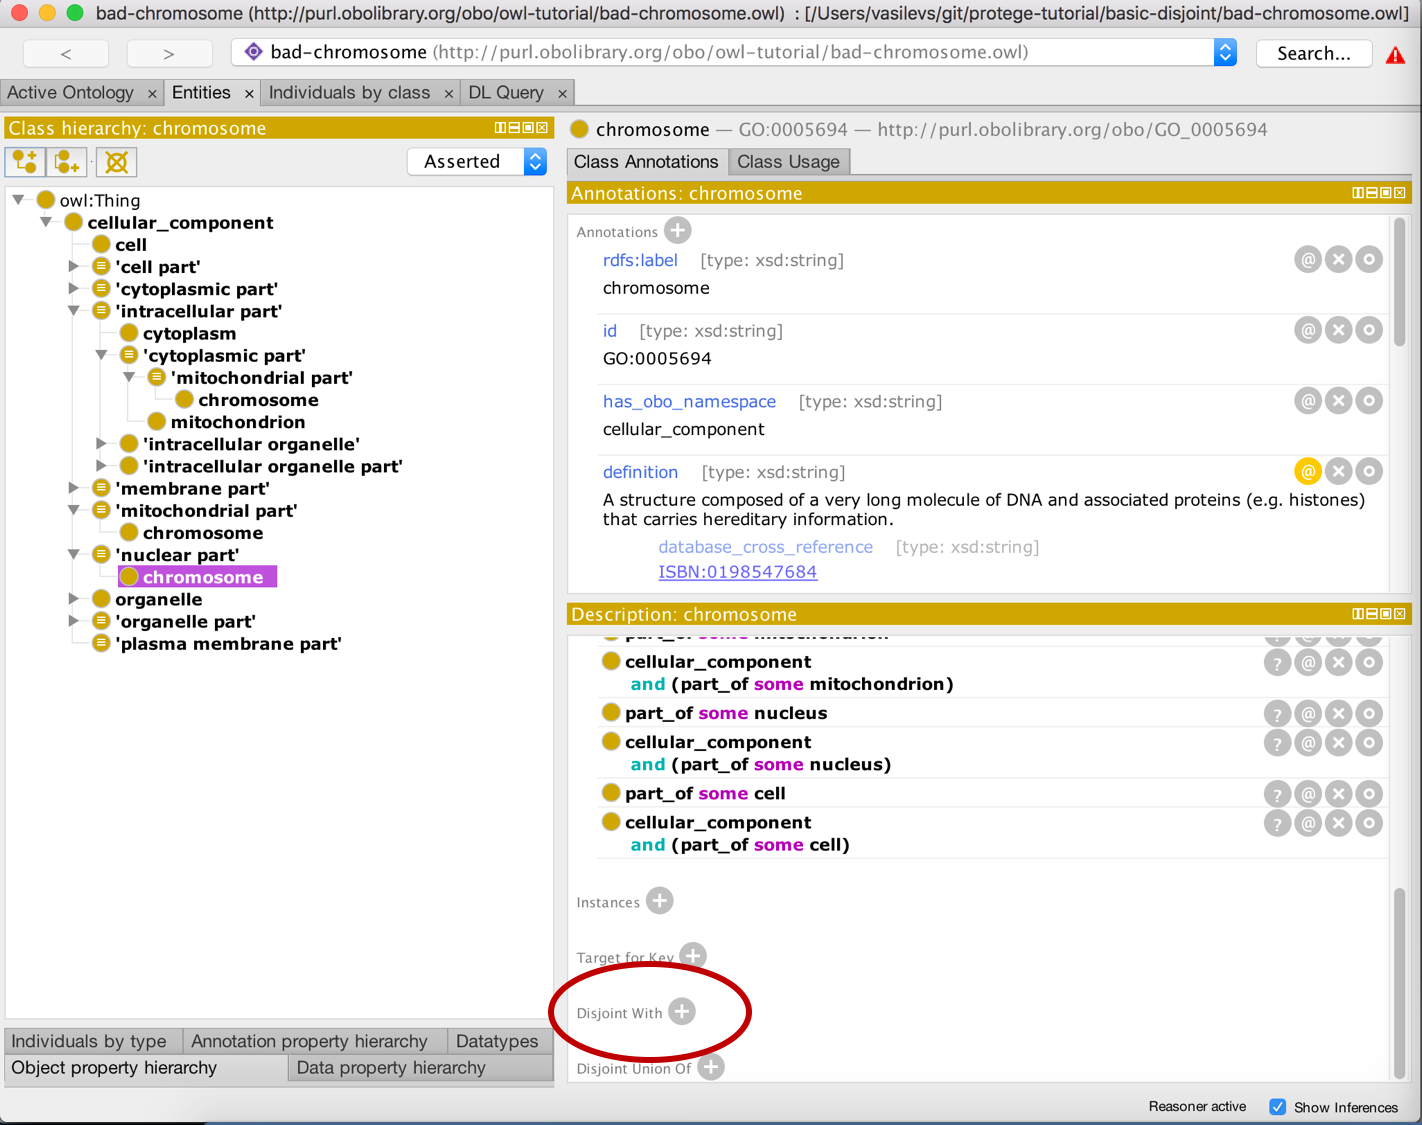 bad-chromosome (http://purl.obolibrary.org/obo/owl-tutorial/bad-chromosome.owl) : [/Users/vasilevs/git/protege-tutorial/basic-disjoint/bad-chromosome.owl]
< > bad-chromosome (http://purl.obolibrary.org/obo/owl-tutorial/bad-chromosome.owl) Search...
Active Ontology × Entities × Individuals by class × DL Query ×
Class hierarchy: chromosome
Asserted
owl:Thing
cellular_component
cell
'cell part'
'cytoplasmic part'
'intracellular part'
cytoplasm
'cytoplasmic part'
'mitochondrial part'
chromosome
mitochondrion
'intracellular organelle'
'intracellular organelle part'
'membrane part'
'mitochondrial part'
chromosome
'nuclear part'
chromosome
organelle
'organelle part'
'plasma membrane part'
Individuals by type Annotation property hierarchy Datatypes
Object property hierarchy Data property hierarchy
chromosome — GO:0005694 — http://purl.obolibrary.org/obo/GO_0005694
Class Annotations Class Usage
Annotations: chromosome
Annotations
rdfs:label [type: xsd:string]
chromosome
id [type: xsd:string]
GO:0005694
has_obo_namespace [type: xsd:string]
cellular_component
definition [type: xsd:string]
A structure composed of a very long molecule of DNA and associated proteins (e.g. histones)
that carries hereditary information.
database_cross_reference [type: xsd:string]
ISBN:0198547684
Description: chromosome
part_of some mitochondrion
cellular_component
and (part_of some mitochondrion)
part_of some nucleus
cellular_component
and (part_of some nucleus)
part_of some cell
cellular_component
and (part_of some cell)
Instances
Target for Key
Disjoint With
Disjoint Union Of
Reasoner active Show Inferences